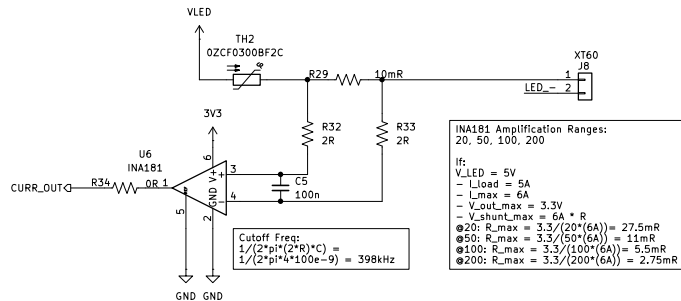 VLED
TH2
0ZCF0300BF2C
R29 10mR
XT60
J8
1
LED_- 2
3V3
R32
2R
R33
2R
U6
INA181
6
V+
+ 3
CURR_OUT R34 0R 1
- 4
GND
C5
100n
5 2
GND GND
Cutoff Freq:
1/(2*pi*(2*R)*C) =
1/(2*pi*4*100e-9) = 398kHz
INA181 Amplification Ranges:
20, 50, 100, 200
If:
V_LED = 5V
- I_load = 5A
- I_max = 6A
- V_out_max = 3.3V
- V_shunt_max = 6A * R
@20: R_max = 3.3/(20*(6A))= 27.5mR
@50: R_max = 3.3/(50*(6A)) = 11mR
@100: R_max = 3.3/(100*(6A)) = 5.5mR
@200: R_max = 3.3/(200*(6A)) = 2.75mR